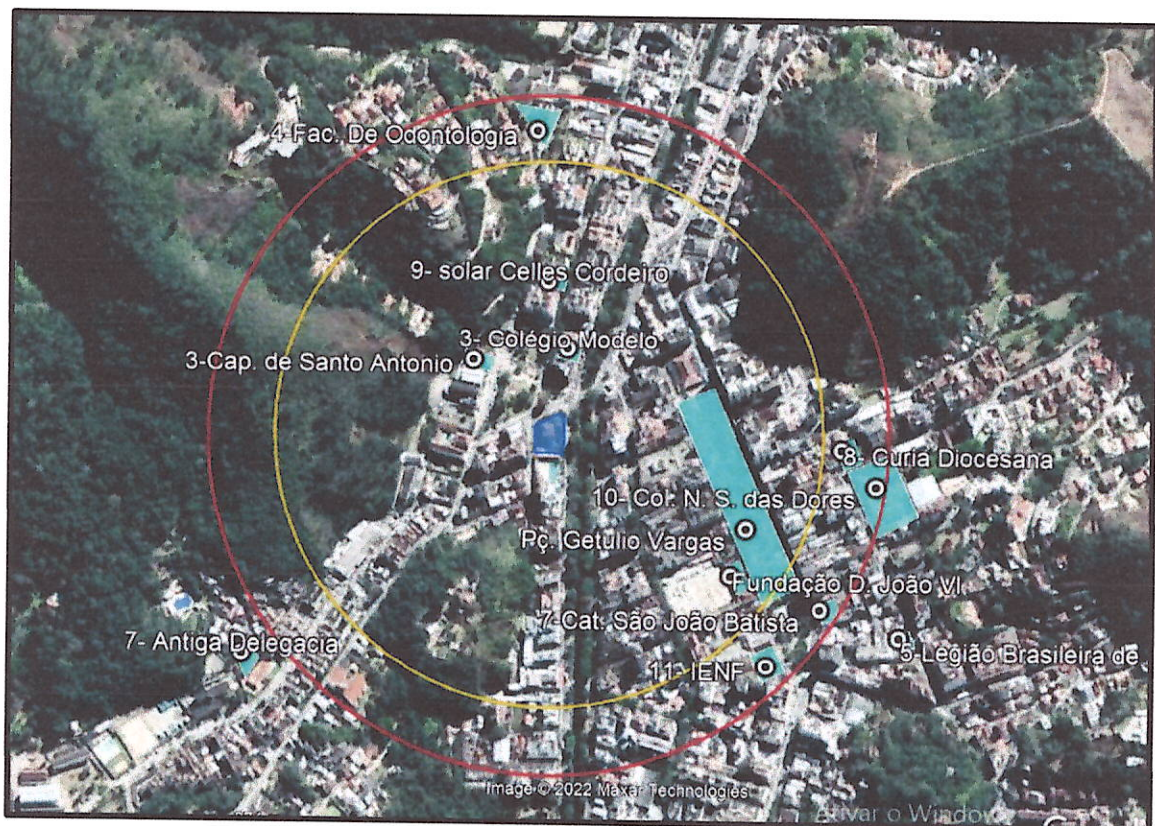 4-Fac. De Odontologia
9- solar Celles Cordeiro
3- Colégio Modelo
3-Cap. de Santo Antonio
8- Curia Diocesana
10- Col. N. S. das Dores
Pç. Getulio Vargas
Fundação D. João VI
7-Cat. São João Batista
7- Antiga Delegacia
5-Legião Brasileira de
11- IENF
Image © 2022 Maxar Technologies
Ativar o Windows